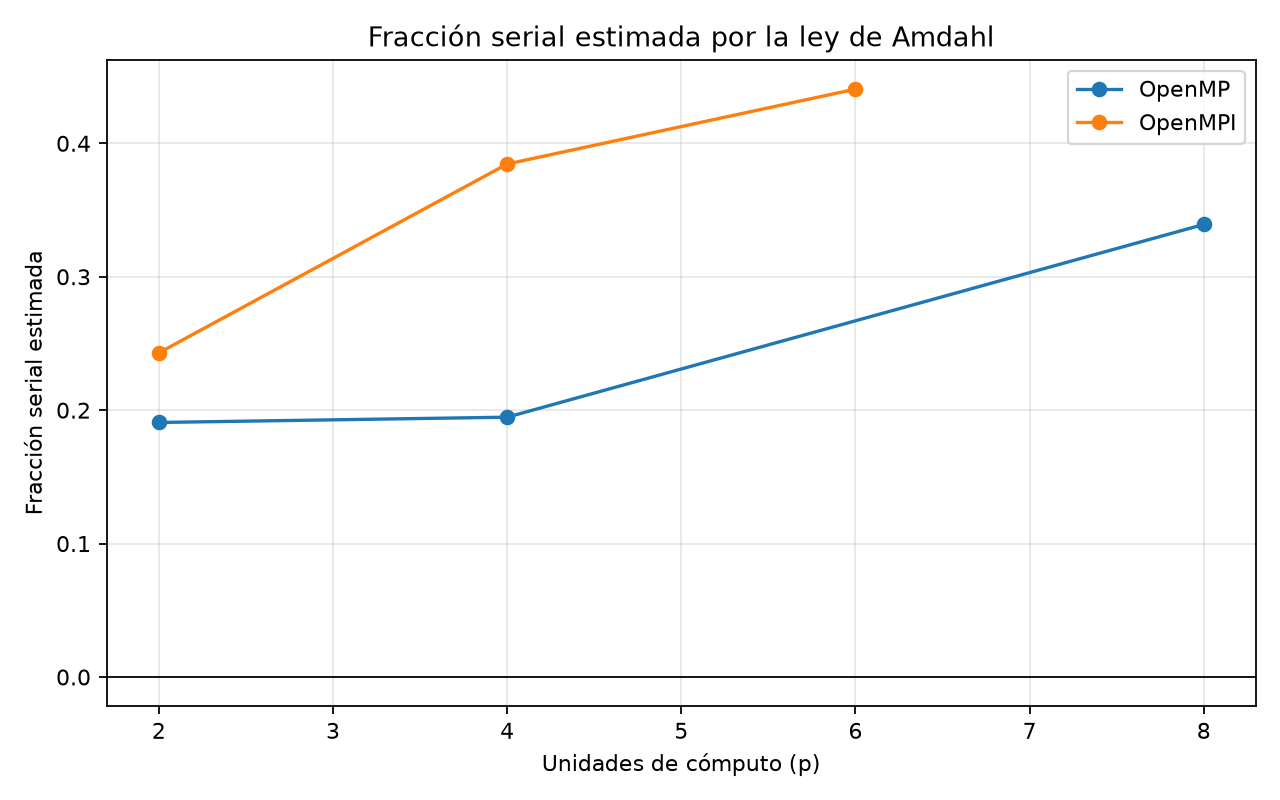 Fracción serial estimada por la ley de Amdahl
OpenMP
OpenMPI
Fracción serial estimada
0.4
0.3
0.2
0.1
0.0
2 3 4 5 6 7 8
Unidades de cómputo (p)